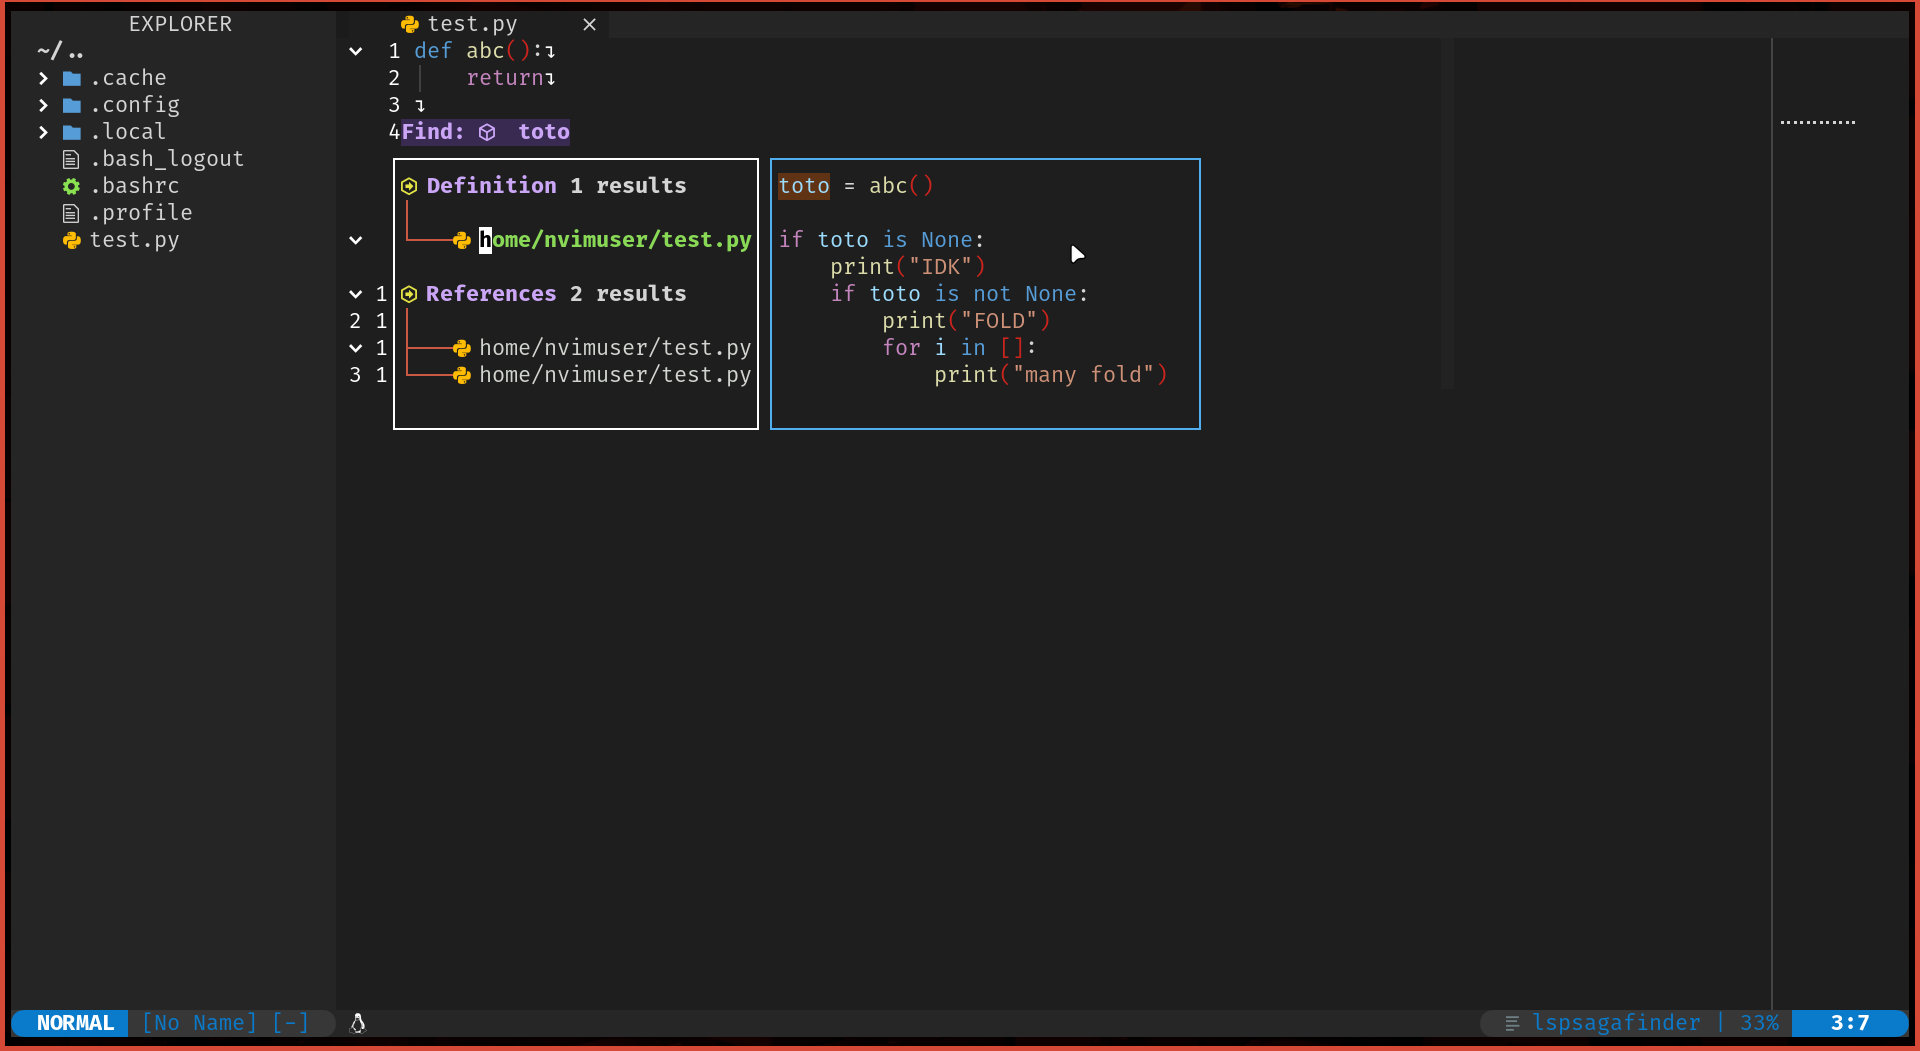 EXPLORER
~/..
.cache
.config
.local
.bash_logout
.bashrc
.profile
test.py
test.py ×
1 def abc():
2 return
3
4Find: toto
Definition 1 results
home/nvimuser/test.py
1 References 2 results
2 1
1 home/nvimuser/test.py
3 1 home/nvimuser/test.py
toto = abc()
if toto is None:
print("IDK")
if toto is not None:
print("FOLD")
for i in []:
print("many fold")
NORMAL [No Name] [-]
lspsagafinder | 33% 3:7